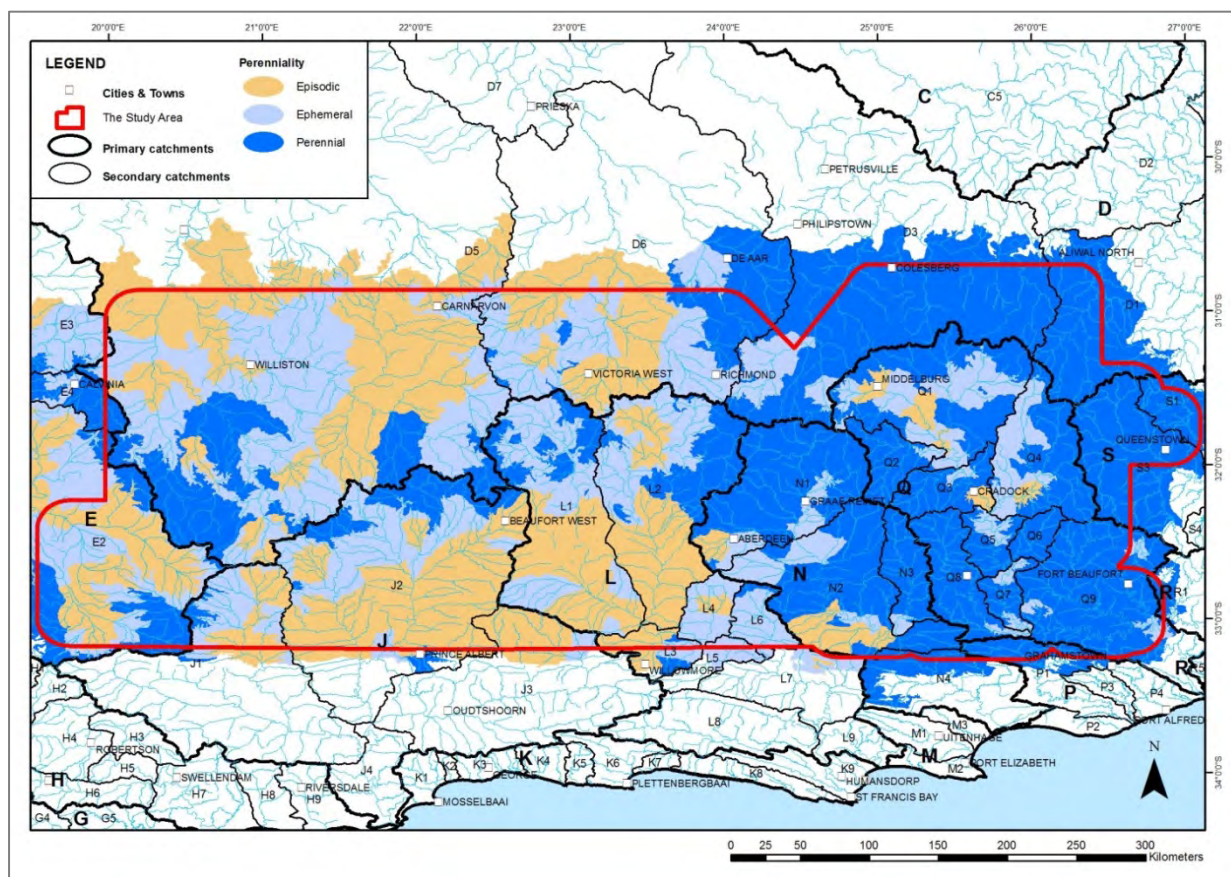 20°0'0"E 21°0'0"E 22°0'0"E 23°0'0"E 24°0'0"E 25°0'0"E 26°0'0"E 27°0'0"E
LEGEND
Cities & Towns
The Study Area
Primary catchments
Secondary catchments
Perenniality
Episodic
Ephemeral
Perennial
30°0'0"S
31°0'0"S
32°0'0"S
33°0'0"S
34°0'0"S
D7
PRIESKA
C
C5
D2
PETRUSVILLE
D
PHILIPSTOWN
D3
D5
D6
DE AAR
COLESBERG
ALIWAL NORTH
CARNARVON
D1
E3
WILLISTON
VICTORIA WEST
RICHMOND
MIDDELBURG
Q1
E4
CALVINIA
S1
QUEENSTOWN
S
S3
Q2
Q
Q3
Q4
CRADOCK
L2
N1
GRAAF REINET
L1
BEAUFORT WEST
E
E2
ABERDEEN
Q5
Q6
S4
J2
L
N
N2
N3
Q8
Q7
FORT BEAUFORT
Q9
R
R1
L4
L6
J
PRINCE ALBERT
J1
L3
L5
WILLOWMORE
GRAHAMSTOWN
J3
L7
N4
P1
P
P3
P4
R
PORT ALFRED
P2
H2
OUDTSHOORN
L8
H4
H3
ROBERTSON
M1
M3
UITENHAGE
L9
M
M2
PORT ELIZABETH
H
H5
H6
SWELLENDAM
H7
H8
RIVERSDALE
H9
J4
K1
K2
K3
GEORGE
K
K4
K5
K6
K7
K8
K9
PLETTENBERGBAAI
HUMANSDORP
ST FRANCIS BAY
MOSSELBAAI
G4
G
G5
N
0 25 50 100 150 200 250 300
Kilometers